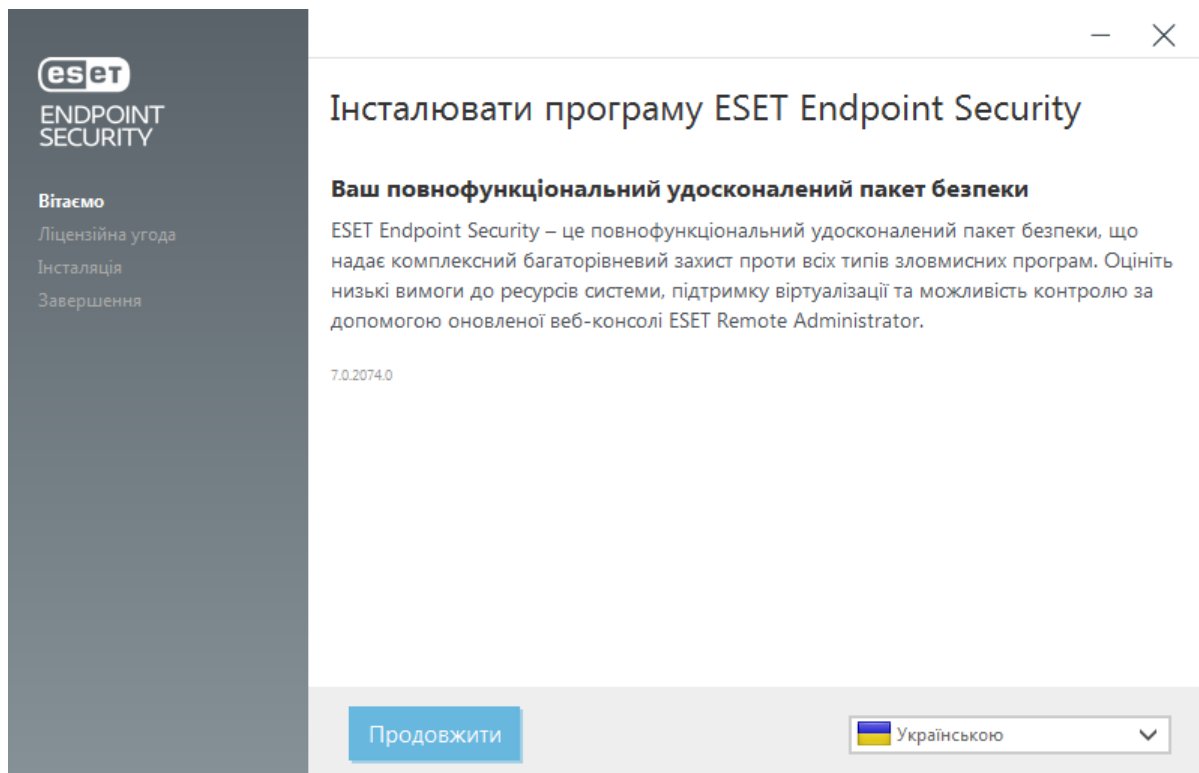 eset
ENDPOINT
SECURITY
Вітаємо
Ліцензійна угода
Інсталяція
Завершення
Інсталювати програму ESET Endpoint Security
Ваш повнофункціональний удосконалений пакет безпеки
ESET Endpoint Security – це повнофункціональний удосконалений пакет безпеки, що
надає комплексний багаторівневий захист проти всіх типів зловмисних програм. Оцініть
низькі вимоги до ресурсів системи, підтримку віртуалізації та можливість контролю за
допомогою оновленої веб-консолі ESET Remote Administrator.
7.0.2074.0
Продовжити
Українською